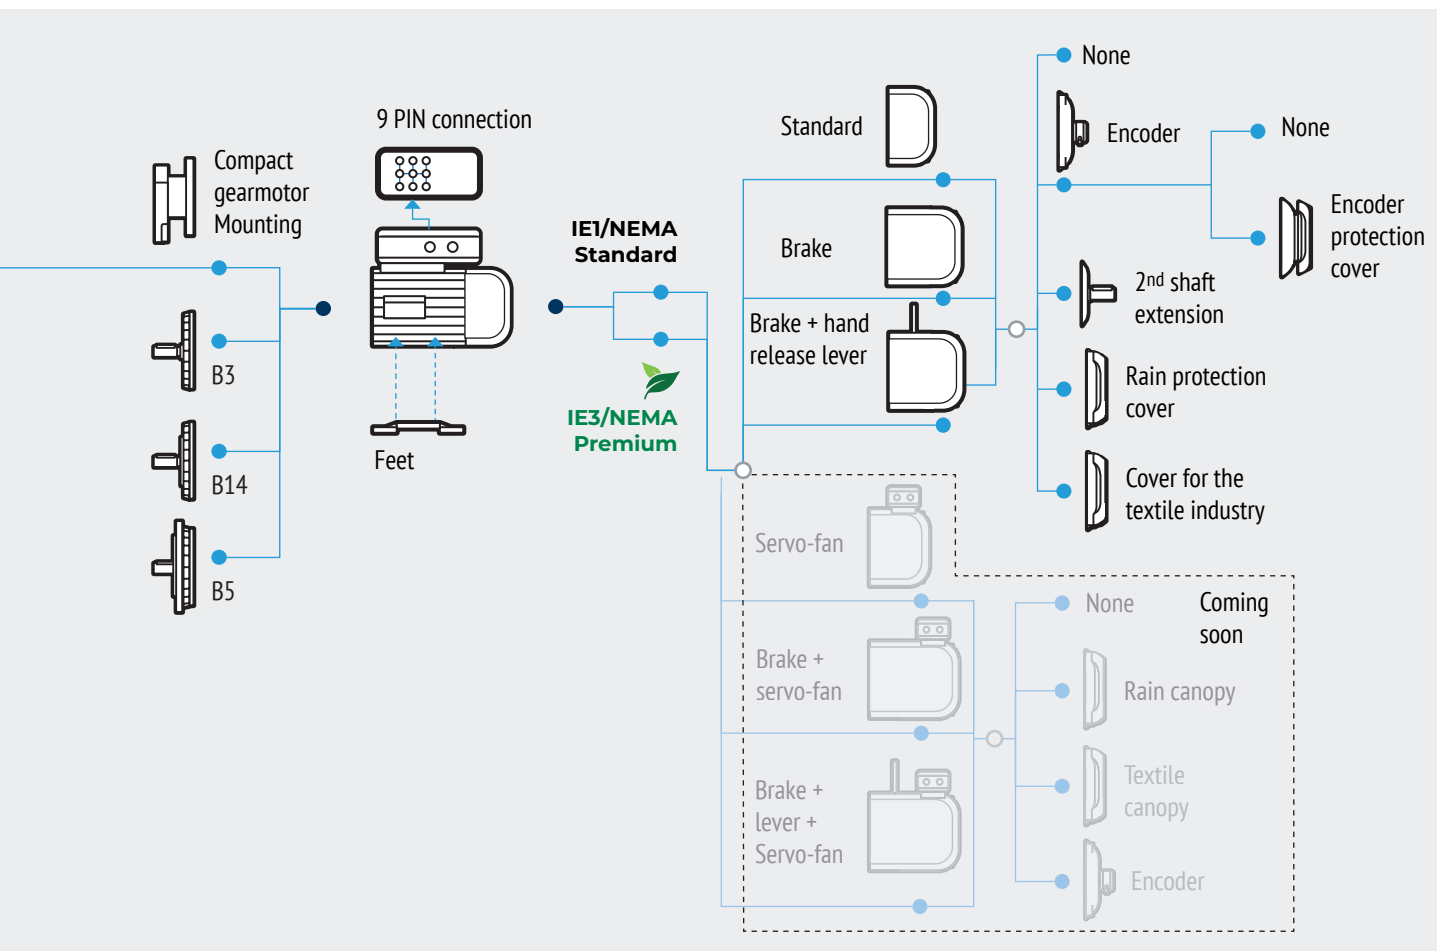 9 PIN connection
Compact
gearmotor
Mounting
B3
B14
B5
Feet
IE1/NEMA
Standard
IE3/NEMA
Premium
Standard
Brake
Brake + hand
release lever
None
Encoder
None
Encoder
protection
cover
2nd shaft
extension
Rain protection
cover
Cover for the
textile industry
Servo-fan
Brake +
servo-fan
Brake +
lever +
Servo-fan
None
Coming
soon
Rain canopy
Textile
canopy
Encoder